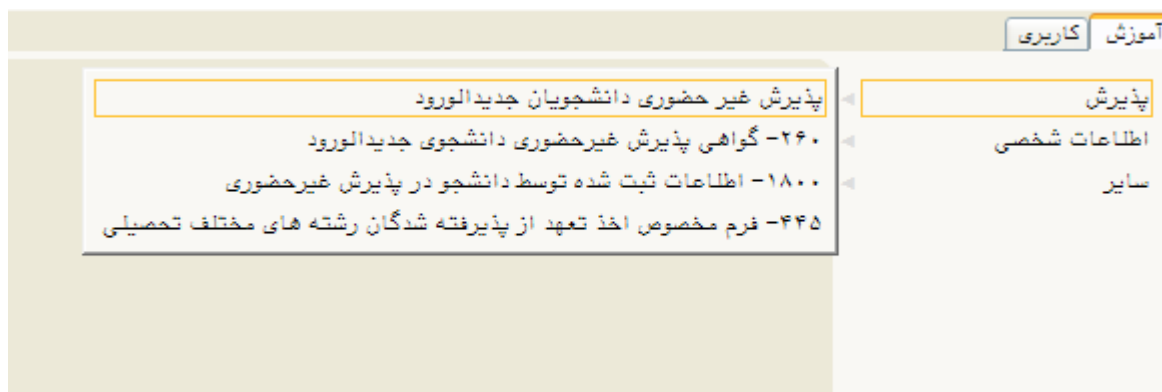 آموزش
کاربری
پذیرش
اطلاعات شخصی
سایر
پذیرش غیر حضوری دانشجویان جدیدالورود
۲۶۰- گواهی پذیرش غیرحضوری دانشجوی جدیدالورود
۱۸۰۰- اطلاعات ثبت شده توسط دانشجو در پذیرش غیرحضوری
۴۴۵- فرم مخصوص اخذ تعهد از پذیرفته شدگان رشته های مختلف تحصیلی